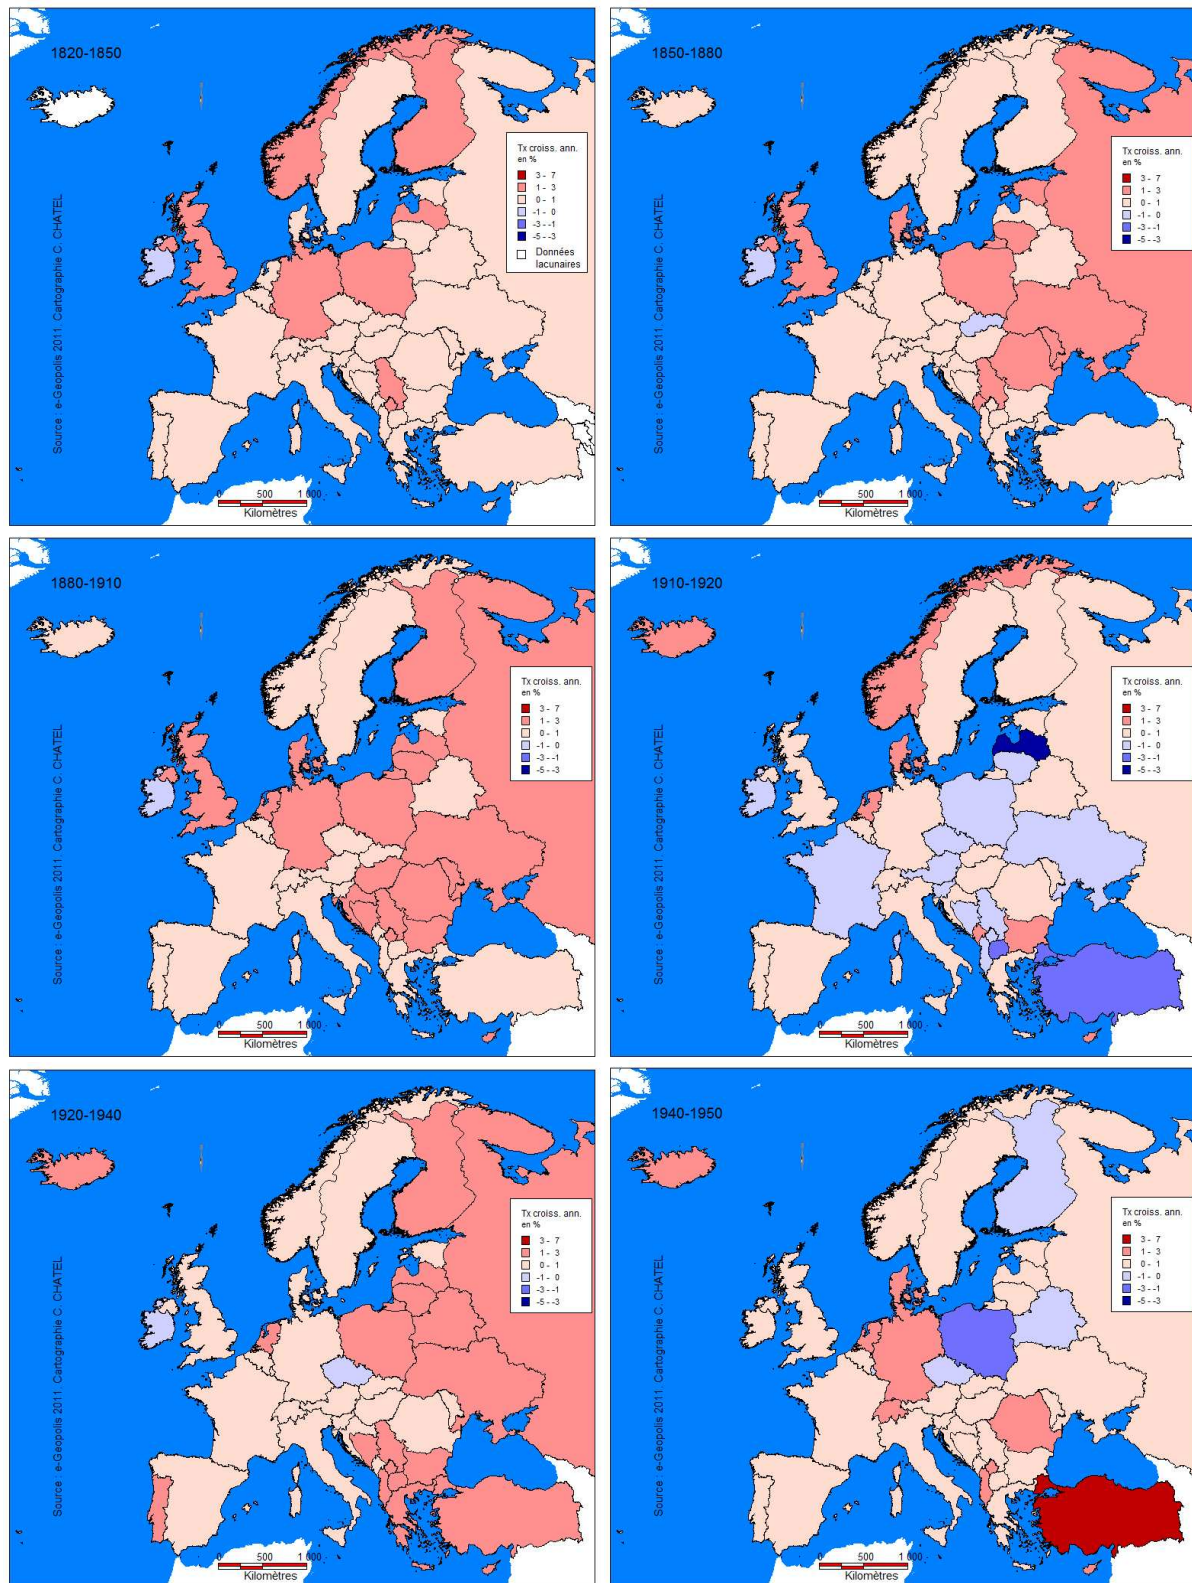 1820-1850
Tx croiss. ann.
en %
3 - 7
1 - 3
0 - 1
-1 - 0
-3 - -1
-5 - -3
Données
lacunaires
Source : e-Geopolis 2011. Cartographie C. CHATEL
0 500 1 000
Kilomètres
1850-1880
Tx croiss. ann.
en %
3 - 7
1 - 3
0 - 1
-1 - 0
-3 - -1
-5 - -3
Source : e-Geopolis 2011. Cartographie C. CHATEL
0 500 1 000
Kilomètres
1880-1910
Tx croiss. ann.
en %
3 - 7
1 - 3
0 - 1
-1 - 0
-3 - -1
-5 - -3
Source : e-Geopolis 2011. Cartographie C. CHATEL
0 500 1 000
Kilomètres
1910-1920
Tx croiss. ann.
en %
3 - 7
1 - 3
0 - 1
-1 - 0
-3 - -1
-5 - -3
Source : e-Geopolis 2011. Cartographie C. CHATEL
0 500 1 000
Kilomètres
1920-1940
Tx croiss. ann.
en %
3 - 7
1 - 3
0 - 1
-1 - 0
-3 - -1
-5 - -3
Source : e-Geopolis 2011. Cartographie C. CHATEL
0 500 1 000
Kilomètres
1940-1950
Tx croiss. ann.
en %
3 - 7
1 - 3
0 - 1
-1 - 0
-3 - -1
-5 - -3
Source : e-Geopolis 2011. Cartographie C. CHATEL
0 500 1 000
Kilomètres